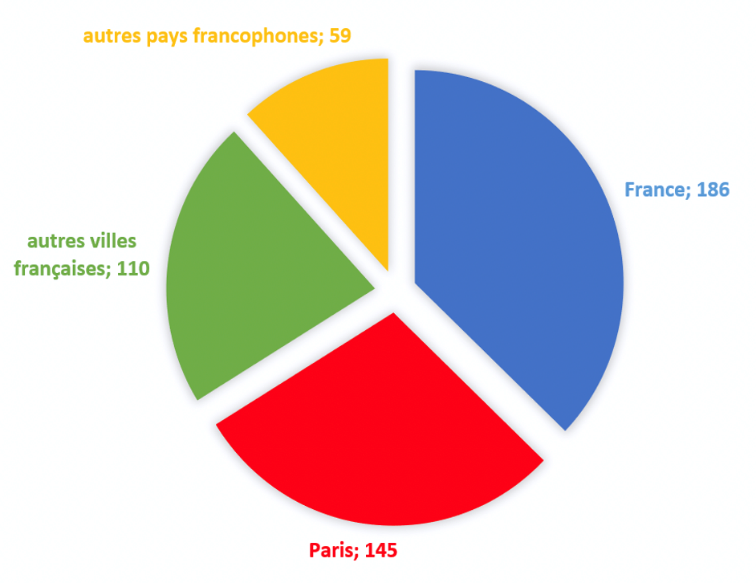 autres pays francophones; 59
France; 186
autres villes
françaises; 110
Paris; 145